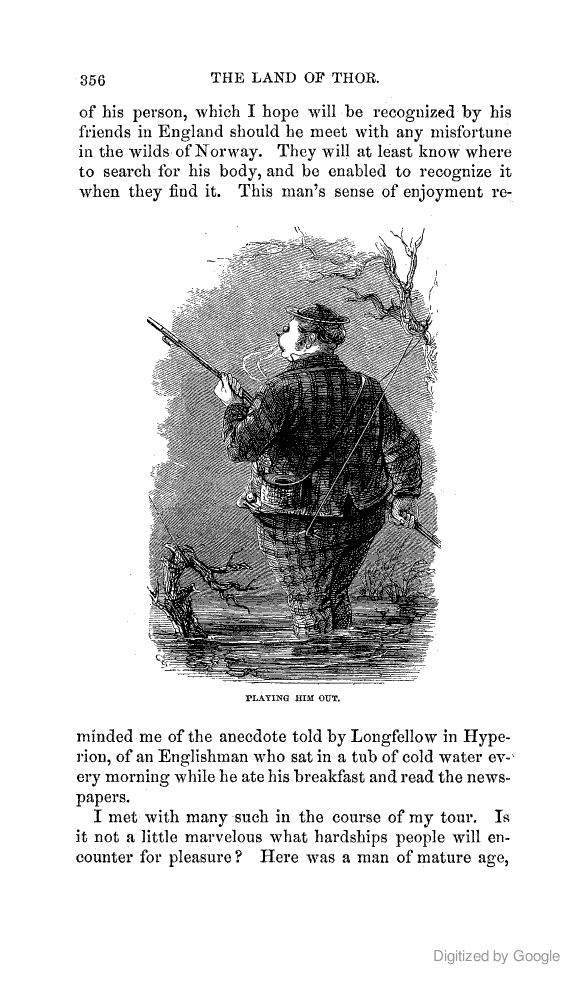 356
THE LAND OF THOR.
of his person, which I hope will be recognized by his
friends in England should he meet with any misfortune
in the wilds of Norway. They will at least know where
to search for his body, and be enabled to recognize it
when they find it. This man's sense of enjoyment re-
PLAYING HIM OUT.
minded me of the anecdote told by Longfellow in Hype-
rion, of an Englishman who sat in a tub of cold water ev-
ery morning while he ate his breakfast and read the news-
papers.
I met with many such in the course of my tour. Is
it not a little marvelous what hardships people will en-
counter for pleasure? Here was a man of mature age,
Digitized by Google